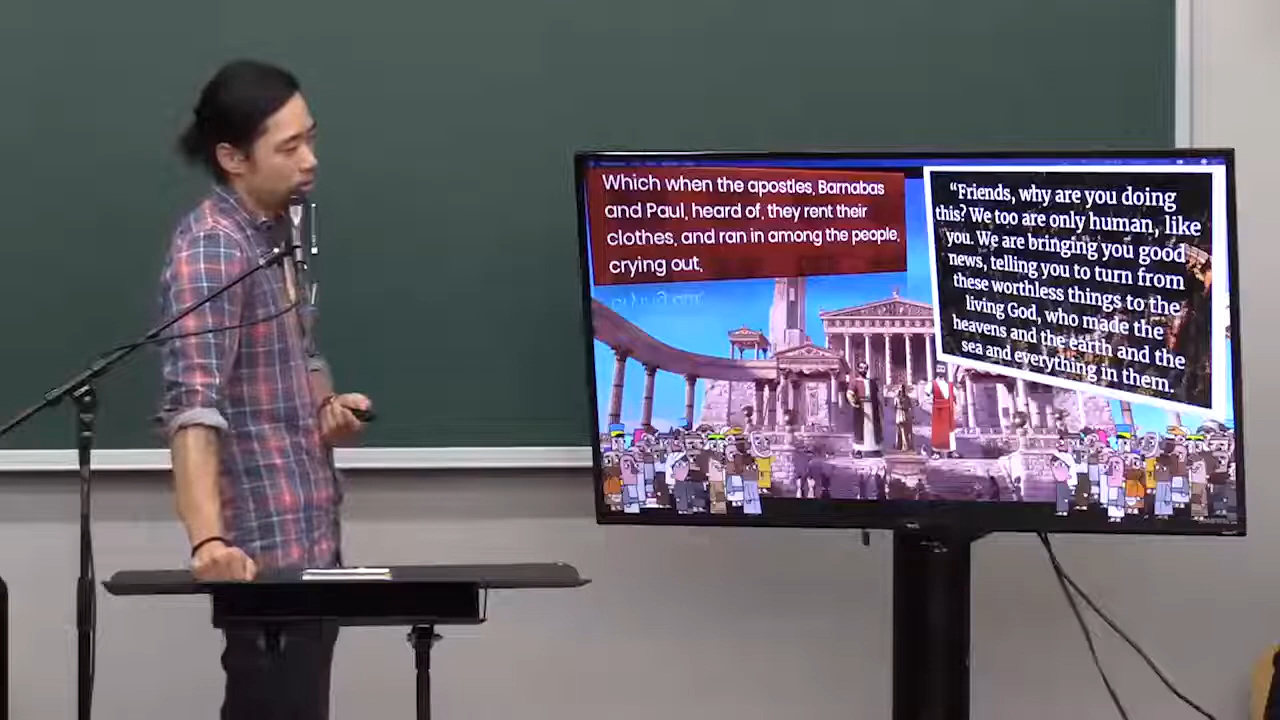 Which when the apostles, Barnabas
and Paul, heard of, they rent their
clothes, and ran in among the people,
crying out,
“Friends, why are you doing
this? We too are only human, like
you. We are bringing you good
news, telling you to turn from
these worthless things to the
living God, who made the
heavens and the earth and the
sea and everything in them.